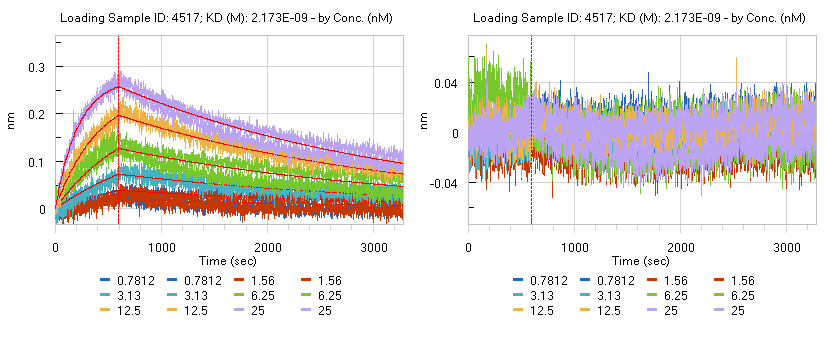 Loading Sample ID: 4517; KD (M): 2.173E-09 - by Conc. (nM)
0.3
0.2
0.1
0
nm
0 1000 2000 3000
Time (sec)
0.7812 0.7812 1.56 1.56
3.13 3.13 6.25 6.25
12.5 12.5 25 25
Loading Sample ID: 4517; KD (M): 2.173E-09 - by Conc. (nM)
0.04
0
-0.04
nm
0 1000 2000 3000
Time (sec)
0.7812 0.7812 1.56 1.56
3.13 3.13 6.25 6.25
12.5 12.5 25 25